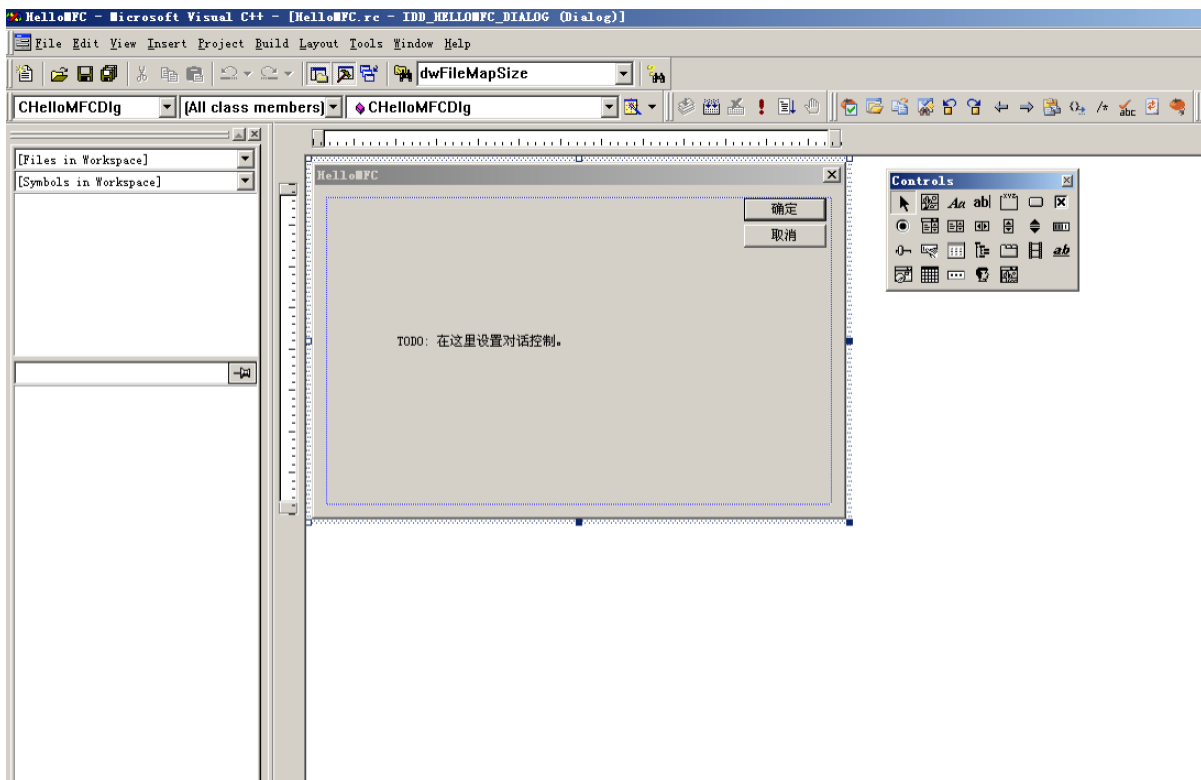 HelloMFC - Microsoft Visual C++ - [HelloMFC.rc - IDD_HELLOMFC_DIALOG (Dialog)]
File Edit View Insert Project Build Layout Tools Window Help
dwFileMapSize
CHelloMFCDlg (All class members) CHelloMFCDlg
[Files in Workspace]
[Symbols in Workspace]
HelloMFC
确定
取消
TODO: 在这里设置对话控制。
Controls
Aa ab| XYZ
ab